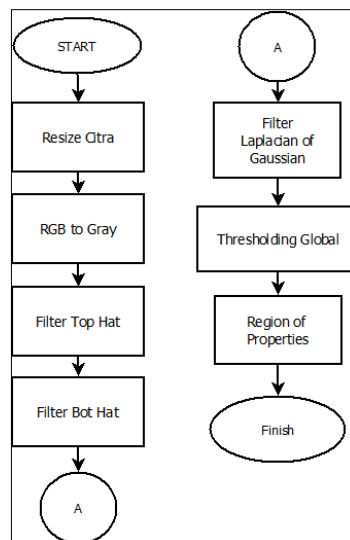 START
Resize Citra
RGB to Gray
Filter Top Hat
Filter Bot Hat
A
A
Filter
Laplacian of
Gaussian
Thresholding Global
Region of
Properties
Finish